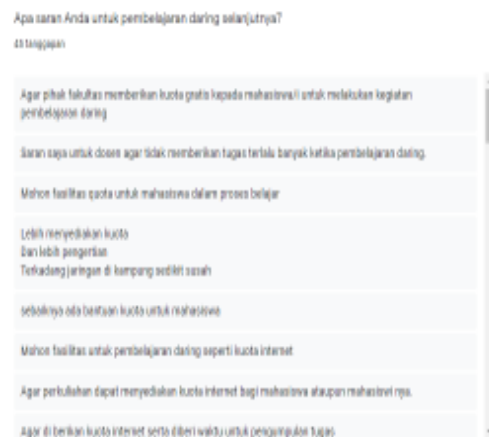 Apa saran Anda untuk pembelajaran daring selanjutnya?
45 tanggapan
Agar pihak fakultas memberikan kuota gratis kepada mahasiswa/i untuk melakukan kegiatan
pembelajaran daring
Saran saya untuk dosen agar tidak memberikan tugas terlalu banyak ketika pembelajaran daring.
Mohon fasilitas quota untuk mahasiswa dalam proses belajar
Lebih menyediakan kuota
Dan lebih pengertian
Terkadang jaringan di kampung sedikit susah
sebaiknya ada bantuan kuota untuk mahasiswa
Mohon fasilitas untuk pembelajaran daring seperti kuota internet
Agar perkuliahan dapat menyediakan kuota internet bagi mahasiswa ataupun mahasiswi nya.
Agar di berikan kuota internet serta diberi waktu untuk pengumpulan tugas